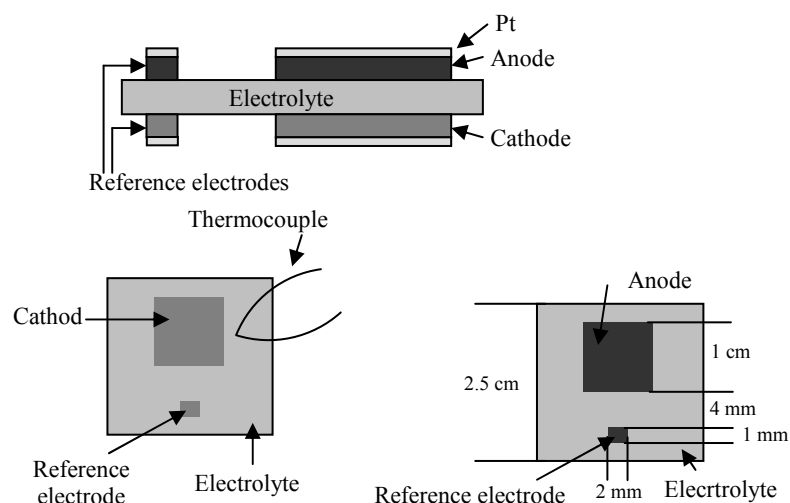 Pt
Anode
Electrolyte
Cathode
Reference electrodes
Thermocouple
Cathod
Reference
electrode
Electrolyte
Anode
1 cm
2.5 cm
4 mm
1 mm
Reference electrode
2 mm
Elecrtrolyte